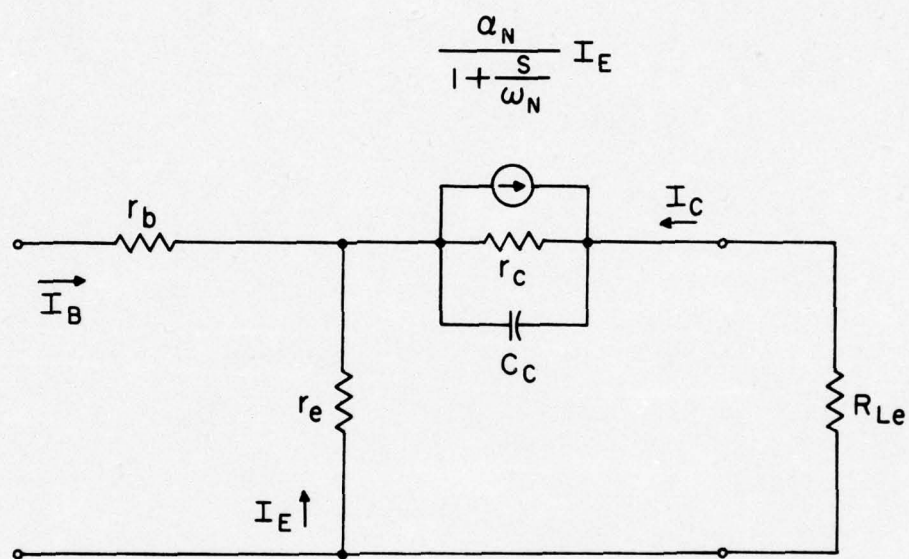 α_N / (1 + S/ω_N) I_E
r_b
I_C
r_c
I_B
C_C
r_e
R_Le
I_E